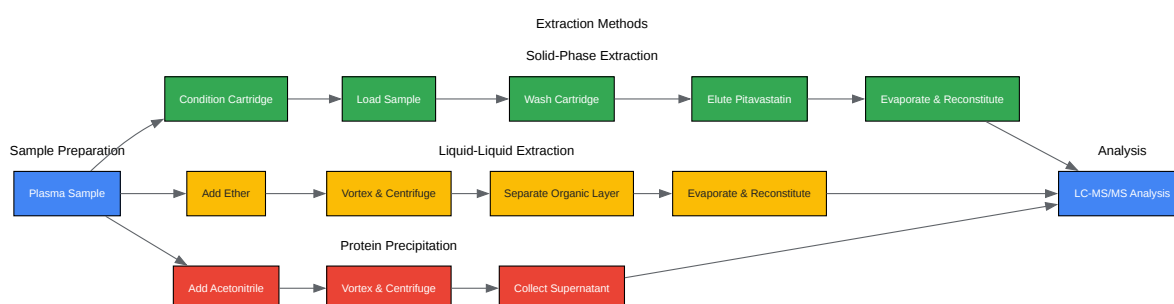 Extraction Methods
Solid-Phase Extraction
Condition Cartridge
Load Sample
Wash Cartridge
Elute Pitavastatin
Evaporate & Reconstitute
Sample Preparation
Liquid-Liquid Extraction
Analysis
Plasma Sample
Add Ether
Vortex & Centrifuge
Separate Organic Layer
Evaporate & Reconstitute
LC-MS/MS Analysis
Protein Precipitation
Add Acetonitrile
Vortex & Centrifuge
Collect Supernatant